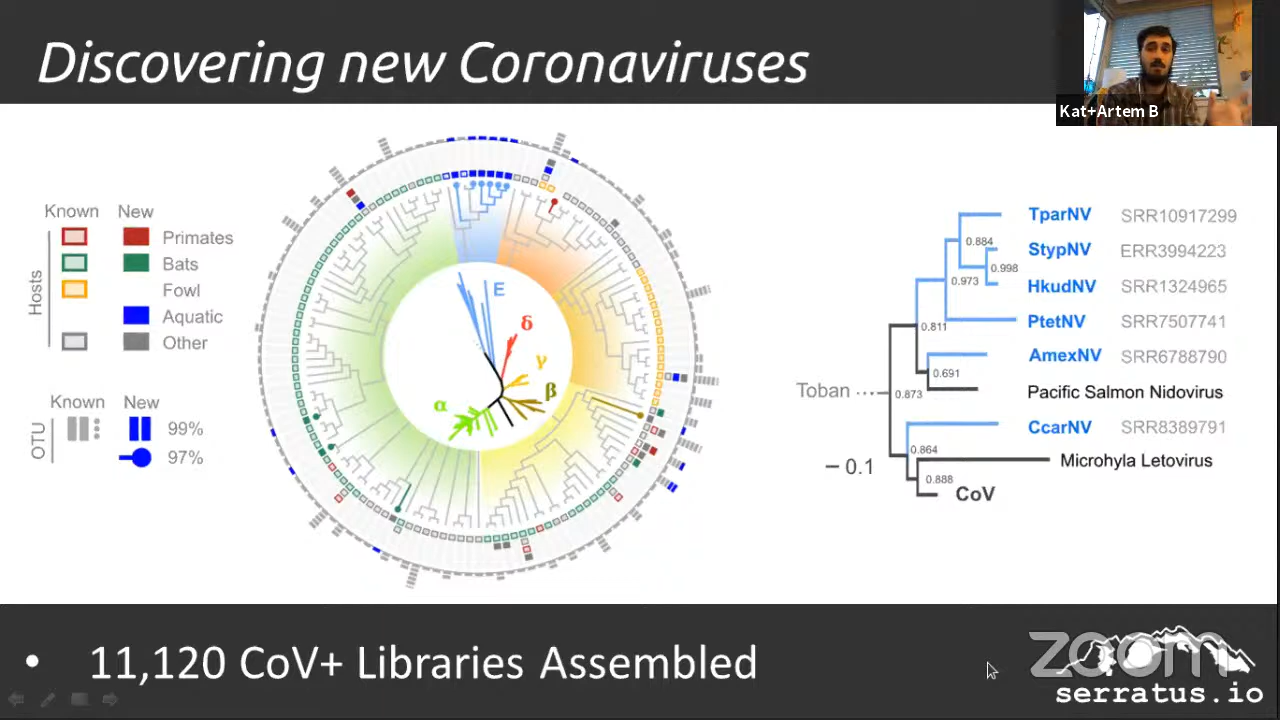 Discovering new Coronaviruses
Kat+Artem B
Known New
Hosts
Primates
Bats
Fowl
Aquatic
Other
Known New
OTU
99%
97%
E
δ
γ
β
α
TparNV SRR10917299
0.884
StypNV ERR3994223
0.998
0.973
HkudNV SRR1324965
PtetNV SRR7507741
0.811
AmexNV SRR6788790
0.691
Toban
0.873
Pacific Salmon Nidovirus
CcarNV SRR8389791
0.864
Microhyla Letovirus
0.1
0.888
CoV
• 11,120 CoV+ Libraries Assembled
zoom
serratus.io